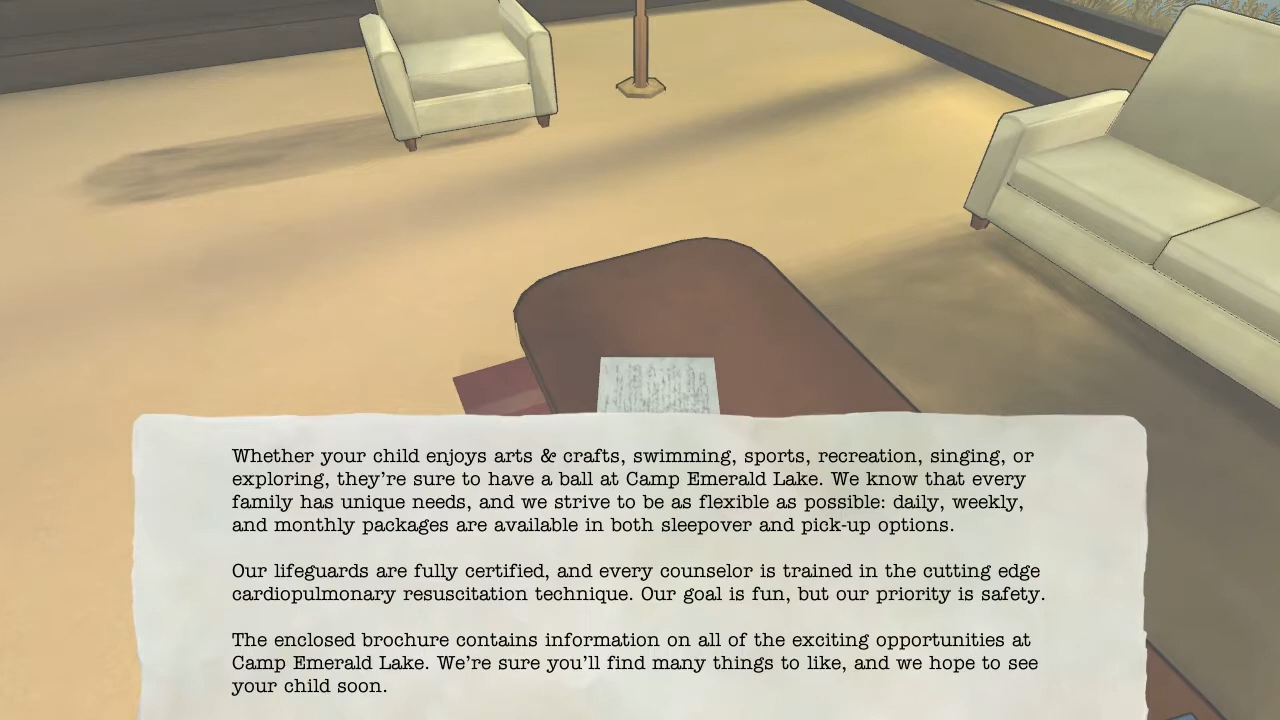 Whether your child enjoys arts & crafts, swimming, sports, recreation, singing, or
exploring, they're sure to have a ball at Camp Emerald Lake. We know that every
family has unique needs, and we strive to be as flexible as possible: daily, weekly,
and monthly packages are available in both sleepover and pick-up options.
Our lifeguards are fully certified, and every counselor is trained in the cutting edge
cardiopulmonary resuscitation technique. Our goal is fun, but our priority is safety.
The enclosed brochure contains information on all of the exciting opportunities at
Camp Emerald Lake. We're sure you'll find many things to like, and we hope to see
your child soon.